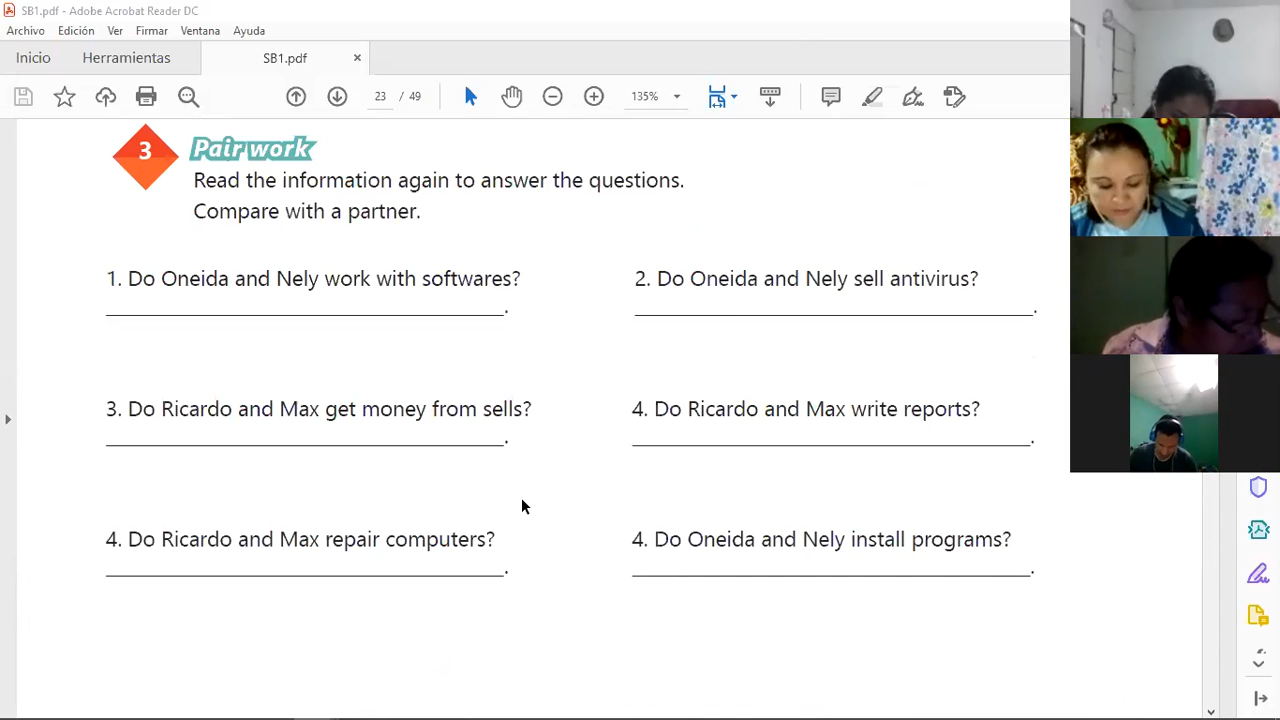 SB1.pdf - Adobe Acrobat Reader DC
Archivo Edición Ver Firmar Ventana Ayuda
Inicio Herramientas SB1.pdf ×
23 / 49 135%
3 Pair work
Read the information again to answer the questions.
Compare with a partner.
1. Do Oneida and Nely work with softwares? 2. Do Oneida and Nely sell antivirus?
3. Do Ricardo and Max get money from sells? 4. Do Ricardo and Max write reports?
4. Do Ricardo and Max repair computers? 4. Do Oneida and Nely install programs?